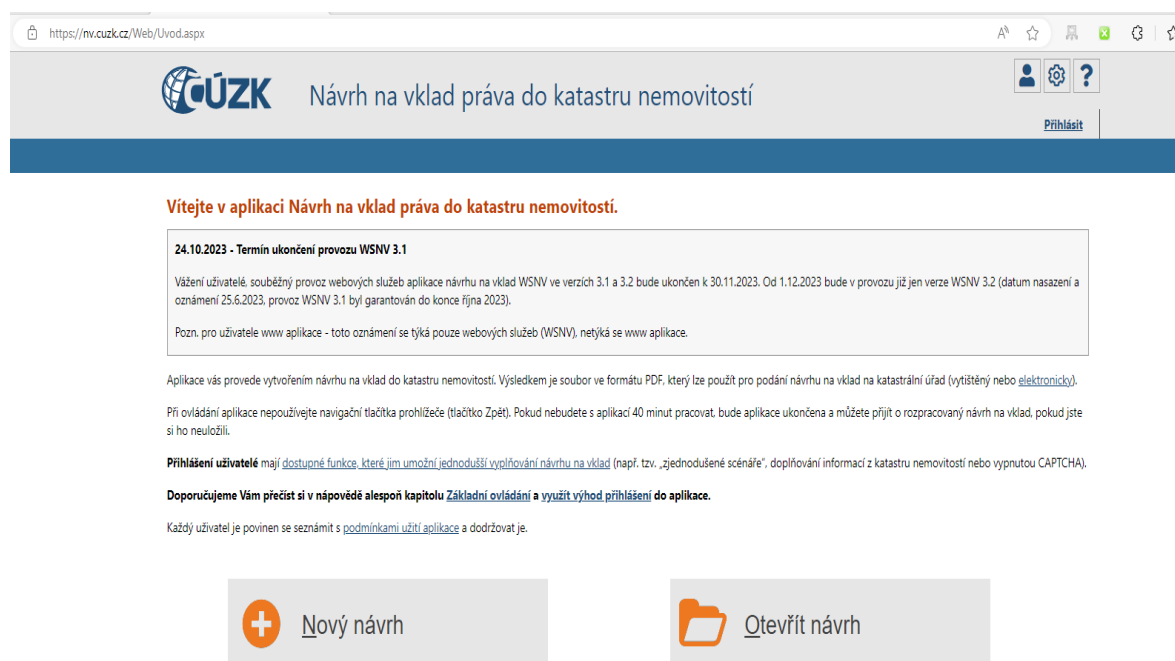 https://nv.cuzk.cz/Web/Uvod.aspx
ČÚZK
Návrh na vklad práva do katastru nemovitostí
?
Přihlásit
Vítejte v aplikaci Návrh na vklad práva do katastru nemovitostí.
24.10.2023 - Termín ukončení provozu WSNV 3.1
Vážení uživatelé, souběžný provoz webových služeb aplikace návrhu na vklad WSNV ve verzích 3.1 a 3.2 bude ukončen k 30.11.2023. Od 1.12.2023 bude v provozu již jen verze WSNV 3.2 (datum nasazení a
oznámení 25.6.2023, provoz WSNV 3.1 byl garantován do konce října 2023).
Pozn. pro uživatele www aplikace - toto oznámení se týká pouze webových služeb (WSNV), netýká se www aplikace.
Aplikace vás provede vytvořením návrhu na vklad do katastru nemovitostí. Výsledkem je soubor ve formátu PDF, který lze použít pro podání návrhu na vklad na katastrální úřad (vytištěný nebo elektronicky).
Při ovládání aplikace nepoužívejte navigační tlačítka prohlížeče (tlačítko Zpět). Pokud nebudete s aplikací 40 minut pracovat, bude aplikace ukončena a můžete přijít o rozpracovaný návrh na vklad, pokud jste
si ho neuložili.
Přihlášení uživatelé mají dostupné funkce, které jim umožní jednodušší vyplňování návrhu na vklad (např. tzv. „zjednodušené scénáře", doplňování informací z katastru nemovitostí nebo vypnutou CAPTCHA).
Doporučujeme Vám přečíst si v nápovědě alespoň kapitolu Základní ovládání a využít výhod přihlášení do aplikace.
Každý uživatel je povinen se seznámit s podmínkami užití aplikace a dodržovat je.
Nový návrh
Otevřít návrh